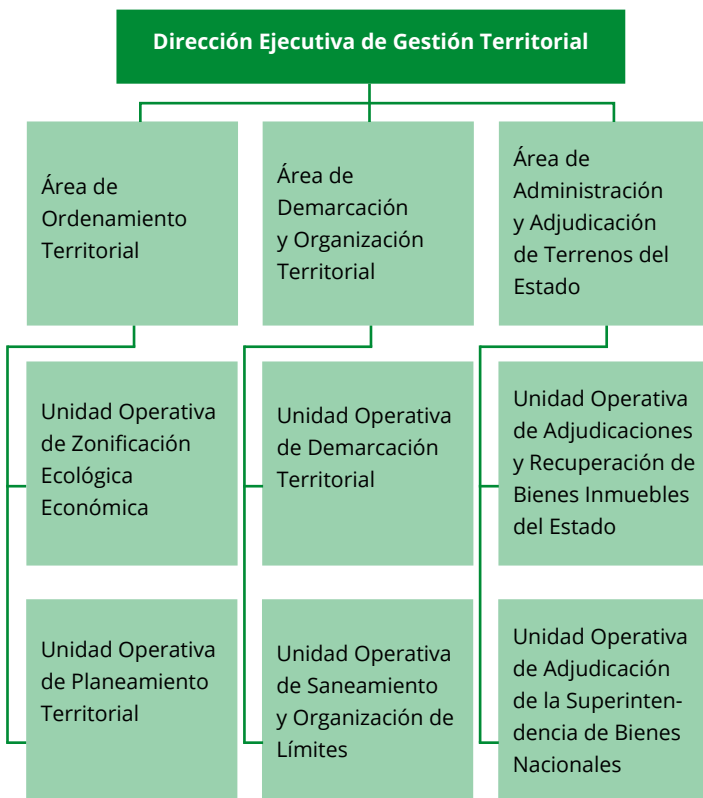 Dirección Ejecutiva de Gestión Territorial
Área de
Ordenamiento
Territorial
Área de
Demarcación
y Organización
Territorial
Área de
Administración
y Adjudicación
de Terrenos del
Estado
Unidad Operativa
de Zonificación
Ecológica
Económica
Unidad Operativa
de Demarcación
Territorial
Unidad Operativa
de Adjudicaciones
y Recuperación de
Bienes Inmuebles
del Estado
Unidad Operativa
de Planeamiento
Territorial
Unidad Operativa
de Saneamiento
y Organización de
Límites
Unidad Operativa
de Adjudicación
de la Superinten-
dencia de Bienes
Nacionales